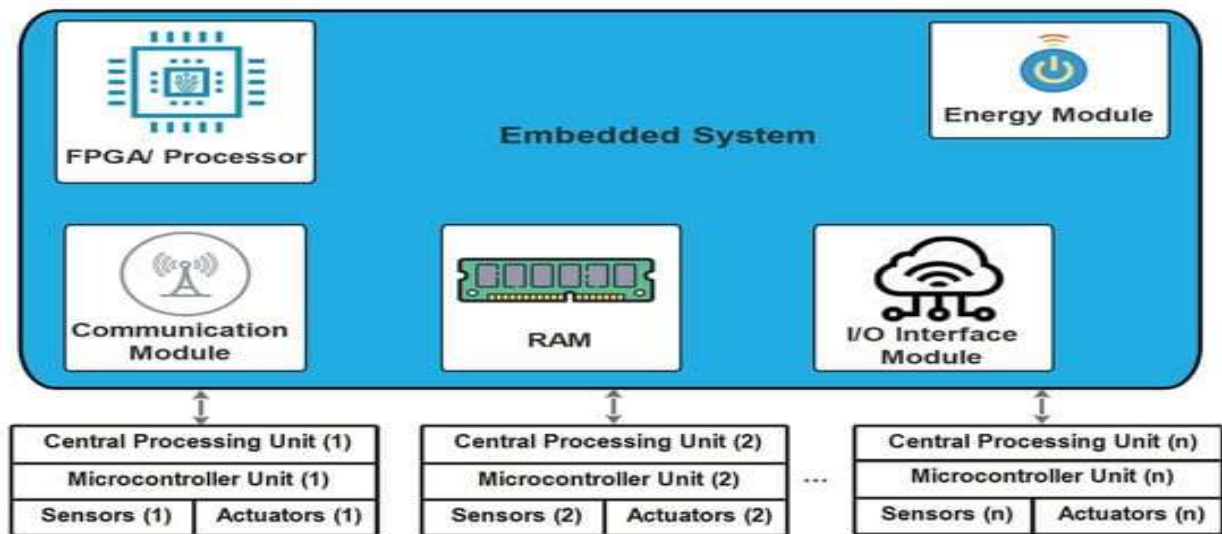 FPGA/ Processor
Energy Module
Embedded System
Communication
Module
RAM
I/O Interface
Module
Central Processing Unit (1)
Microcontroller Unit (1)
Sensors (1) Actuators (1)
Central Processing Unit (2)
Microcontroller Unit (2)
Sensors (2) Actuators (2)
...
Central Processing Unit (n)
Microcontroller Unit (n)
Sensors (n) Actuators (n)